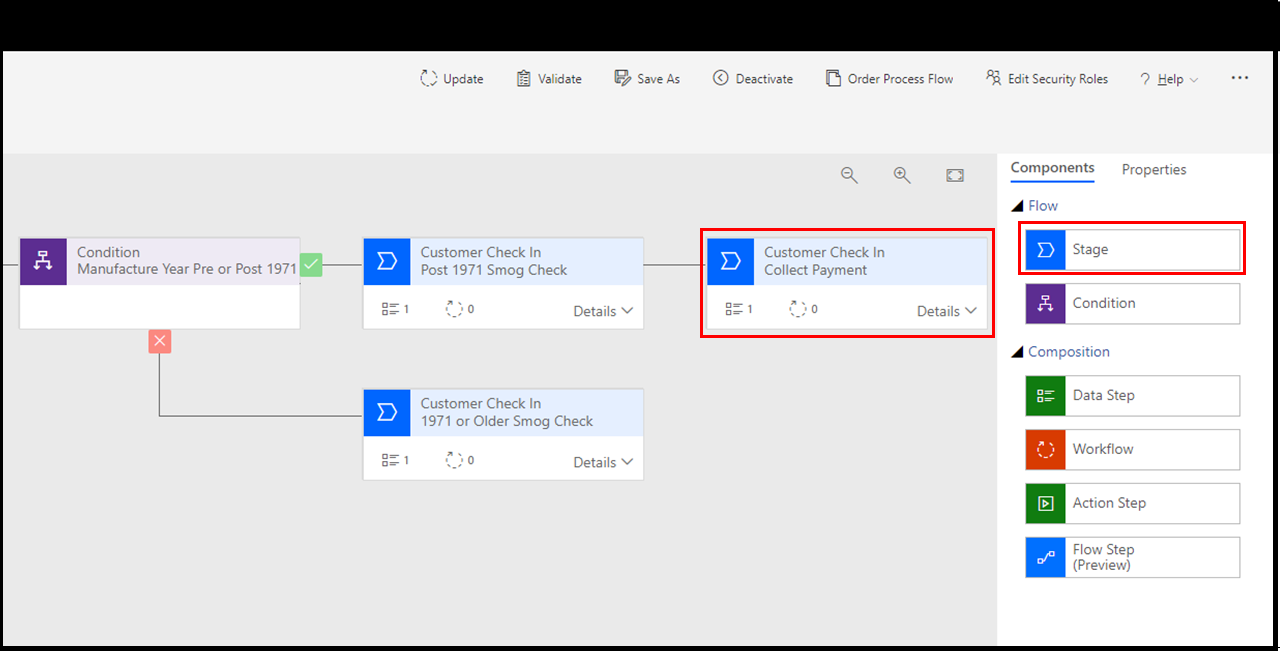 Update
Validate
Save As
Deactivate
Order Process Flow
Edit Security Roles
? Help
...
Components
Properties
Flow
Stage
Condition
Composition
Data Step
Workflow
Action Step
Flow Step
(Preview)
Condition
Manufacture Year Pre or Post 1971
Customer Check In
Post 1971 Smog Check
1
0
Details
Customer Check In
Collect Payment
1
0
Details
Customer Check In
1971 or Older Smog Check
1
0
Details